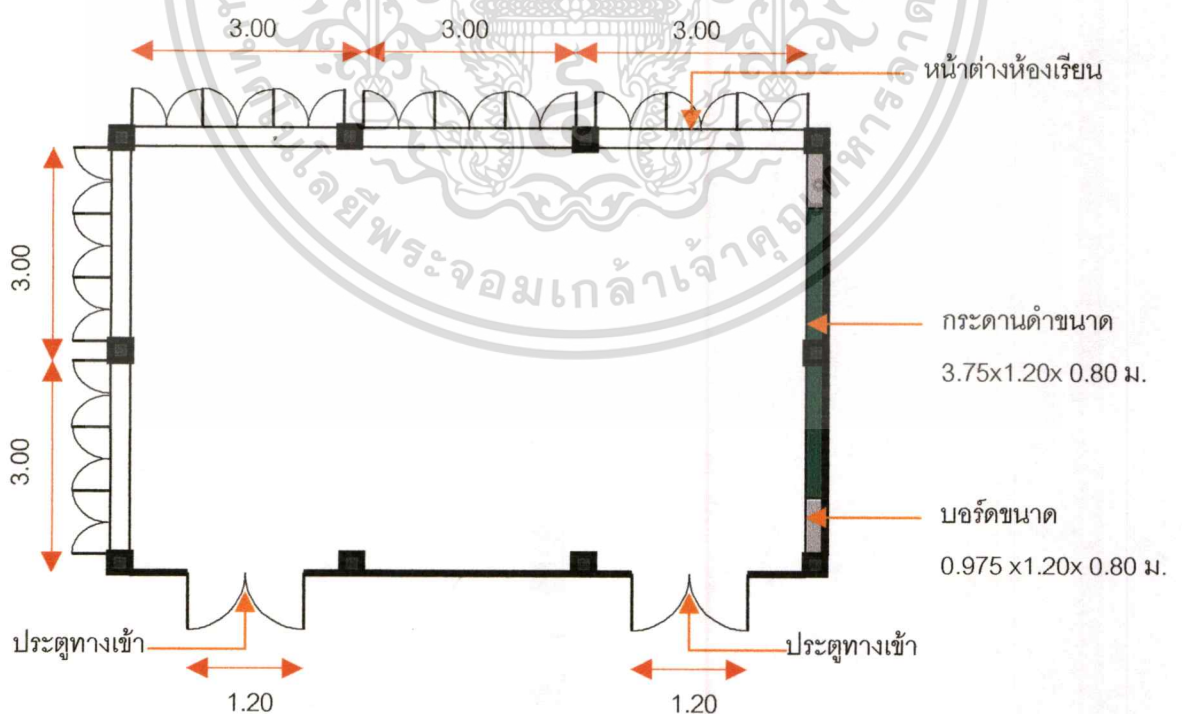 3.00
3.00
3.00
หน้าต่างห้องเรียน
3.00
กระดานดำขนาด
3.75x1.20x 0.80 ม.
3.00
บอร์ดขนาด
0.975 x1.20x 0.80 ม.
ประตูทางเข้า
ประตูทางเข้า
1.20
1.20